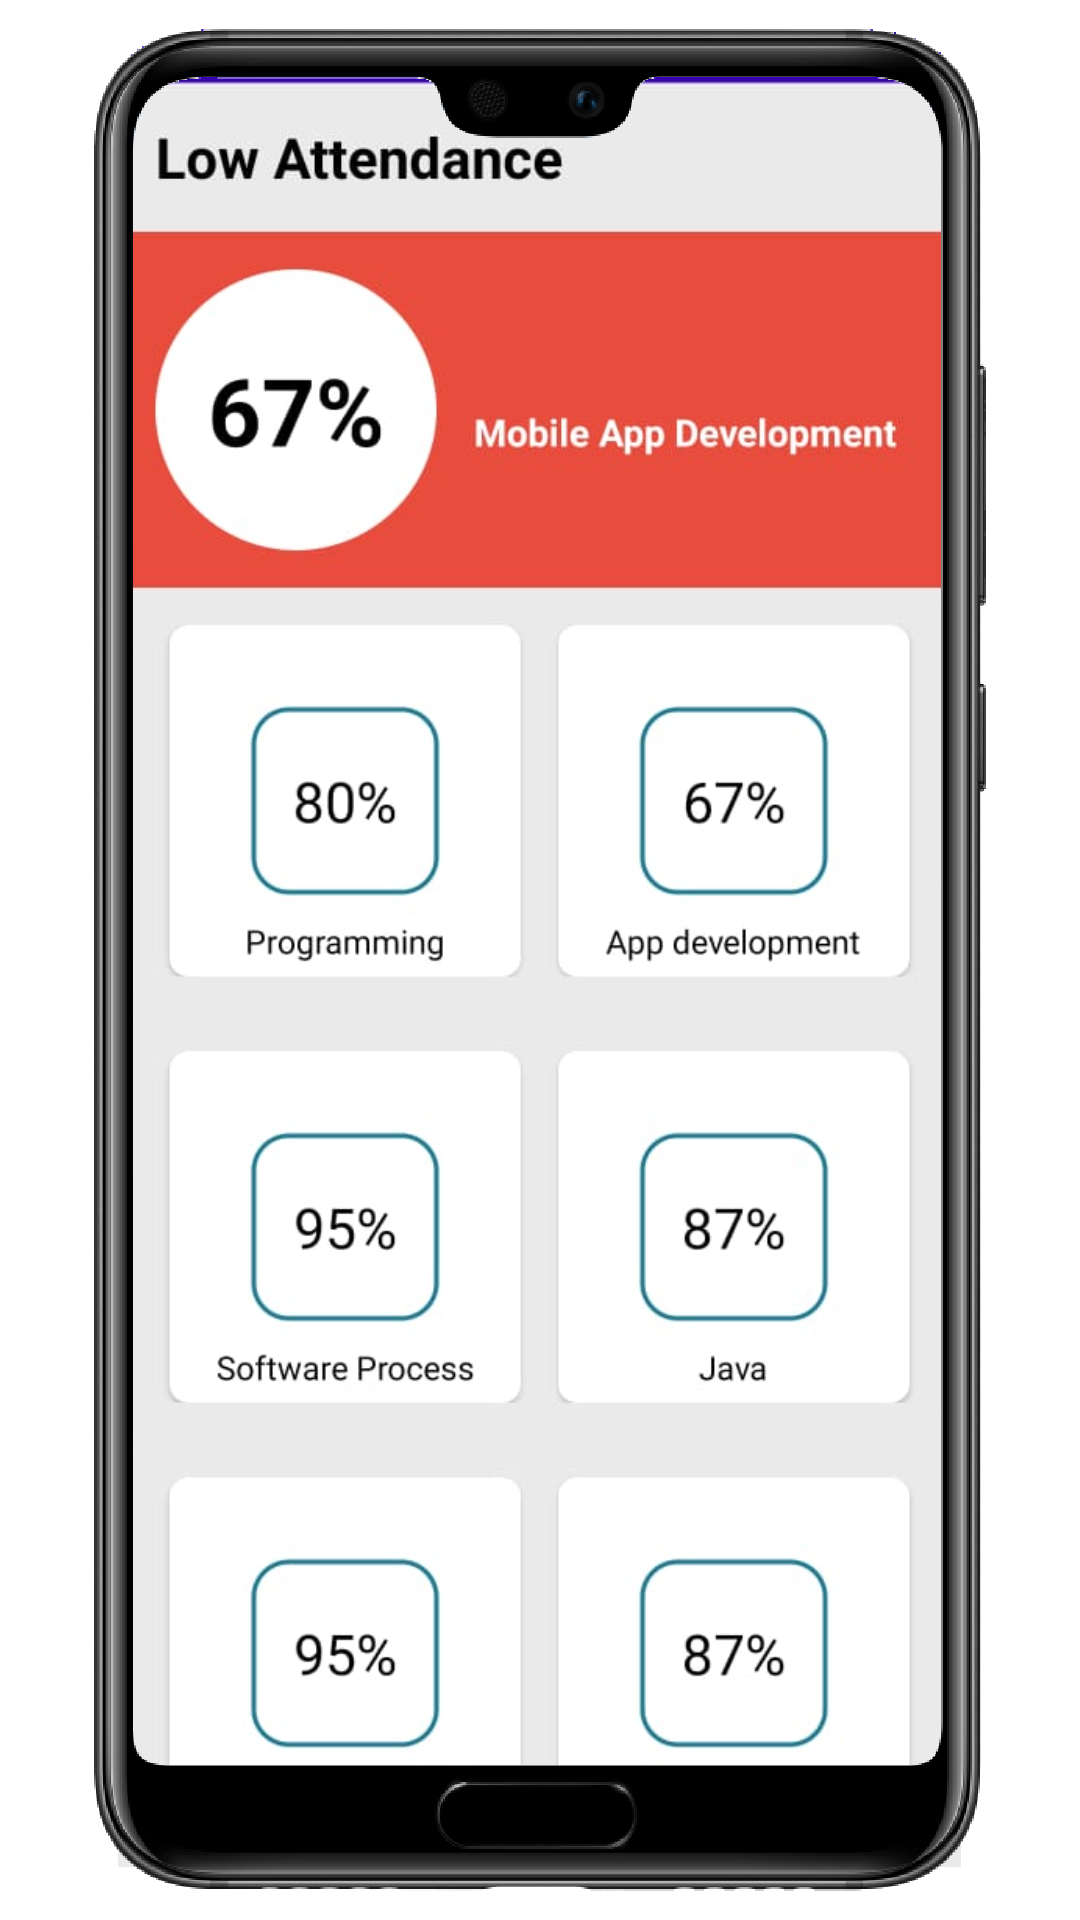 Low Attendance
67%
Mobile App Development
80%
67%
Programming
App development
95%
87%
Software Process
Java
95%
87%